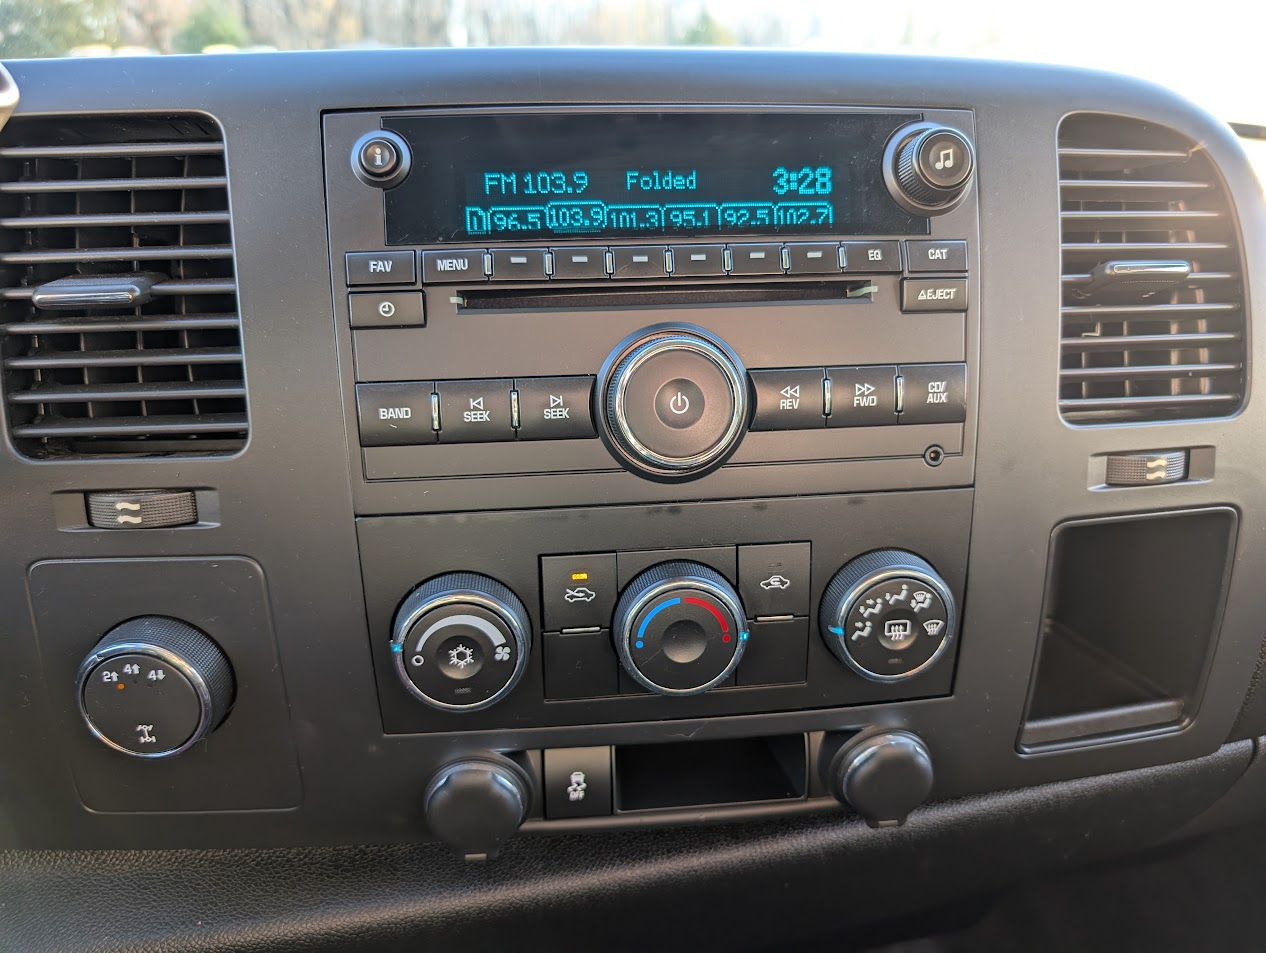 i
FM 103.9 Folded 3:28
96.5 103.9 101.3 95.1 92.5 102.7
FAV MENU EQ CAT
EJECT
BAND SEEK SEEK REV FWD CD/
AUX
2 4 4
OFF